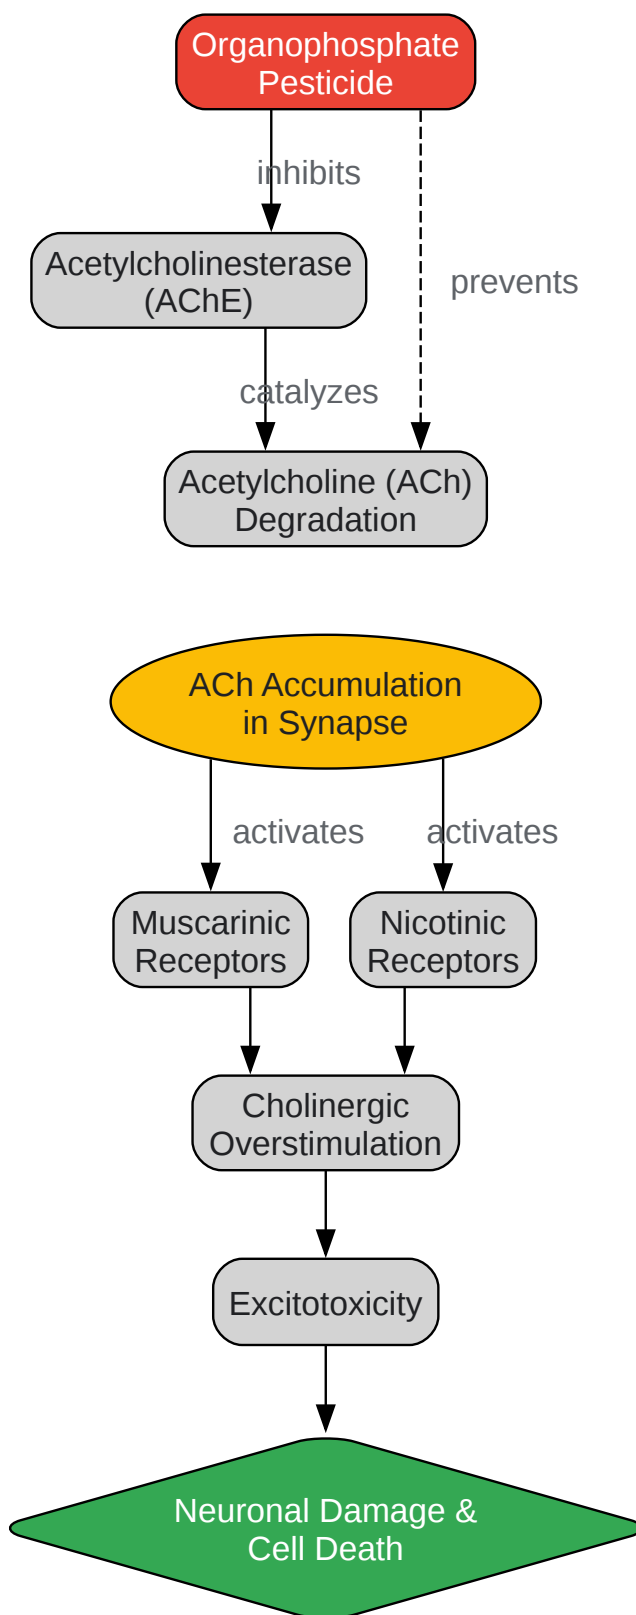 Organophosphate
Pesticide
inhibits
Acetylcholinesterase
(AChE)
prevents
catalyzes
Acetylcholine (ACh)
Degradation
ACh Accumulation
in Synapse
activates
activates
Muscarinic
Receptors
Nicotinic
Receptors
Cholinergic
Overstimulation
Excitotoxicity
Neuronal Damage &
Cell Death